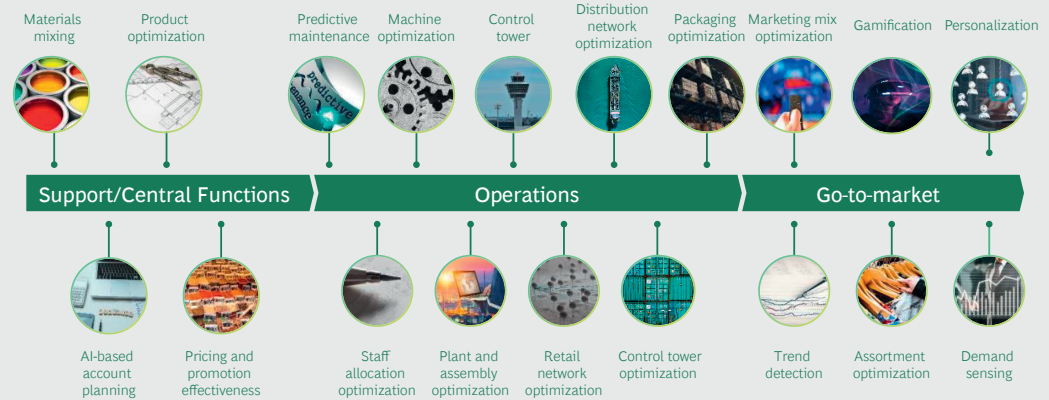 Materials
mixing
Product
optimization
Predictive
maintenance
Machine
optimization
Control
tower
Distribution
network
optimization
Packaging
optimization
Marketing mix
optimization
Gamification
Personalization
predictive
Support/Central Functions
Operations
Go-to-market
AI-based
account
planning
Pricing and
promotion
effectiveness
Staff
allocation
optimization
Plant and
assembly
optimization
Retail
network
optimization
Control tower
optimization
Trend
detection
Assortment
optimization
Demand
sensing